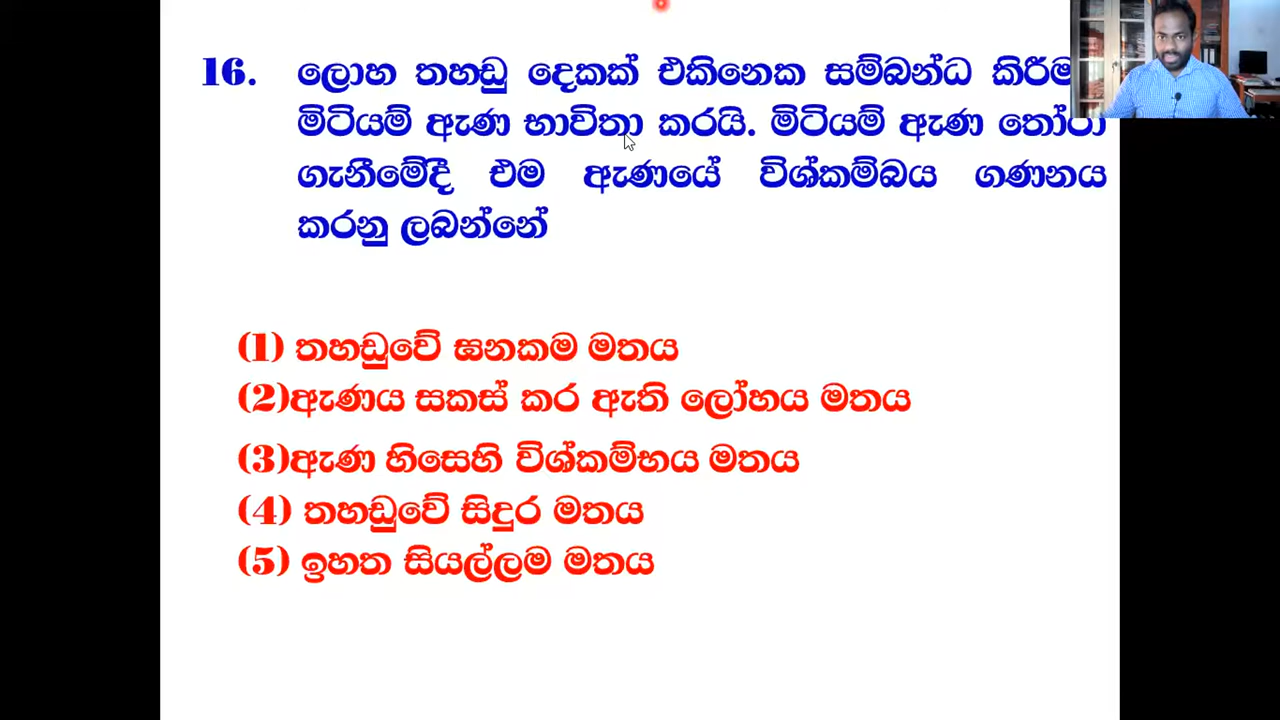 16. ලොහ තහඩු දෙකක් එකිනෙක සම්බන්ධ
මිටියම් ඇණ භාවිතා කරයි. මිටියම් ඇණ තෝරා
ගැනීමේදී එම ඇණයේ විශ්කම්බය ගණනය
කරනු ලබන්නේ
(1) තහඩුවේ ඝනකම මතය
(2)ඇණය සකස් කර ඇති ලෝහය මතය
(3)ඇණ හිසෙහි විශ්කම්භය මතය
(4) තහඩුවේ සිදුර මතය
(5) ඉහත සියල්ලම මතය